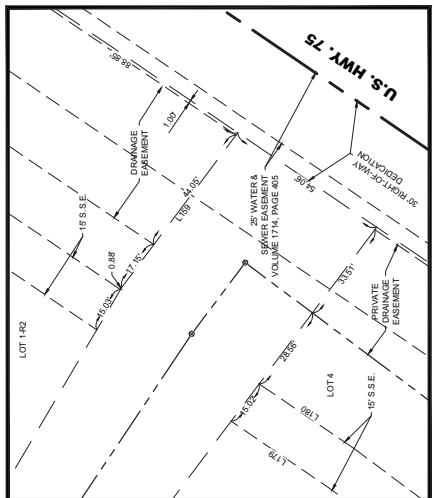 U.S. HWY. 75
88.85'
1.00'
DRAINAGE
EASEMENT
44.05'
L159
15' S.S.E.
0.88'
17.15'
15.03'
LOT 1-R2
25' WATER &
SEWER EASEMENT
VOLUME 1714, PAGE 405
54.06'
30' RIGHT-OF-WAY
DEDICATION
33.51'
PRIVATE
DRAINAGE
EASEMENT
28.56'
15.02'
LOT 4
L180
L179
15' S.S.E.